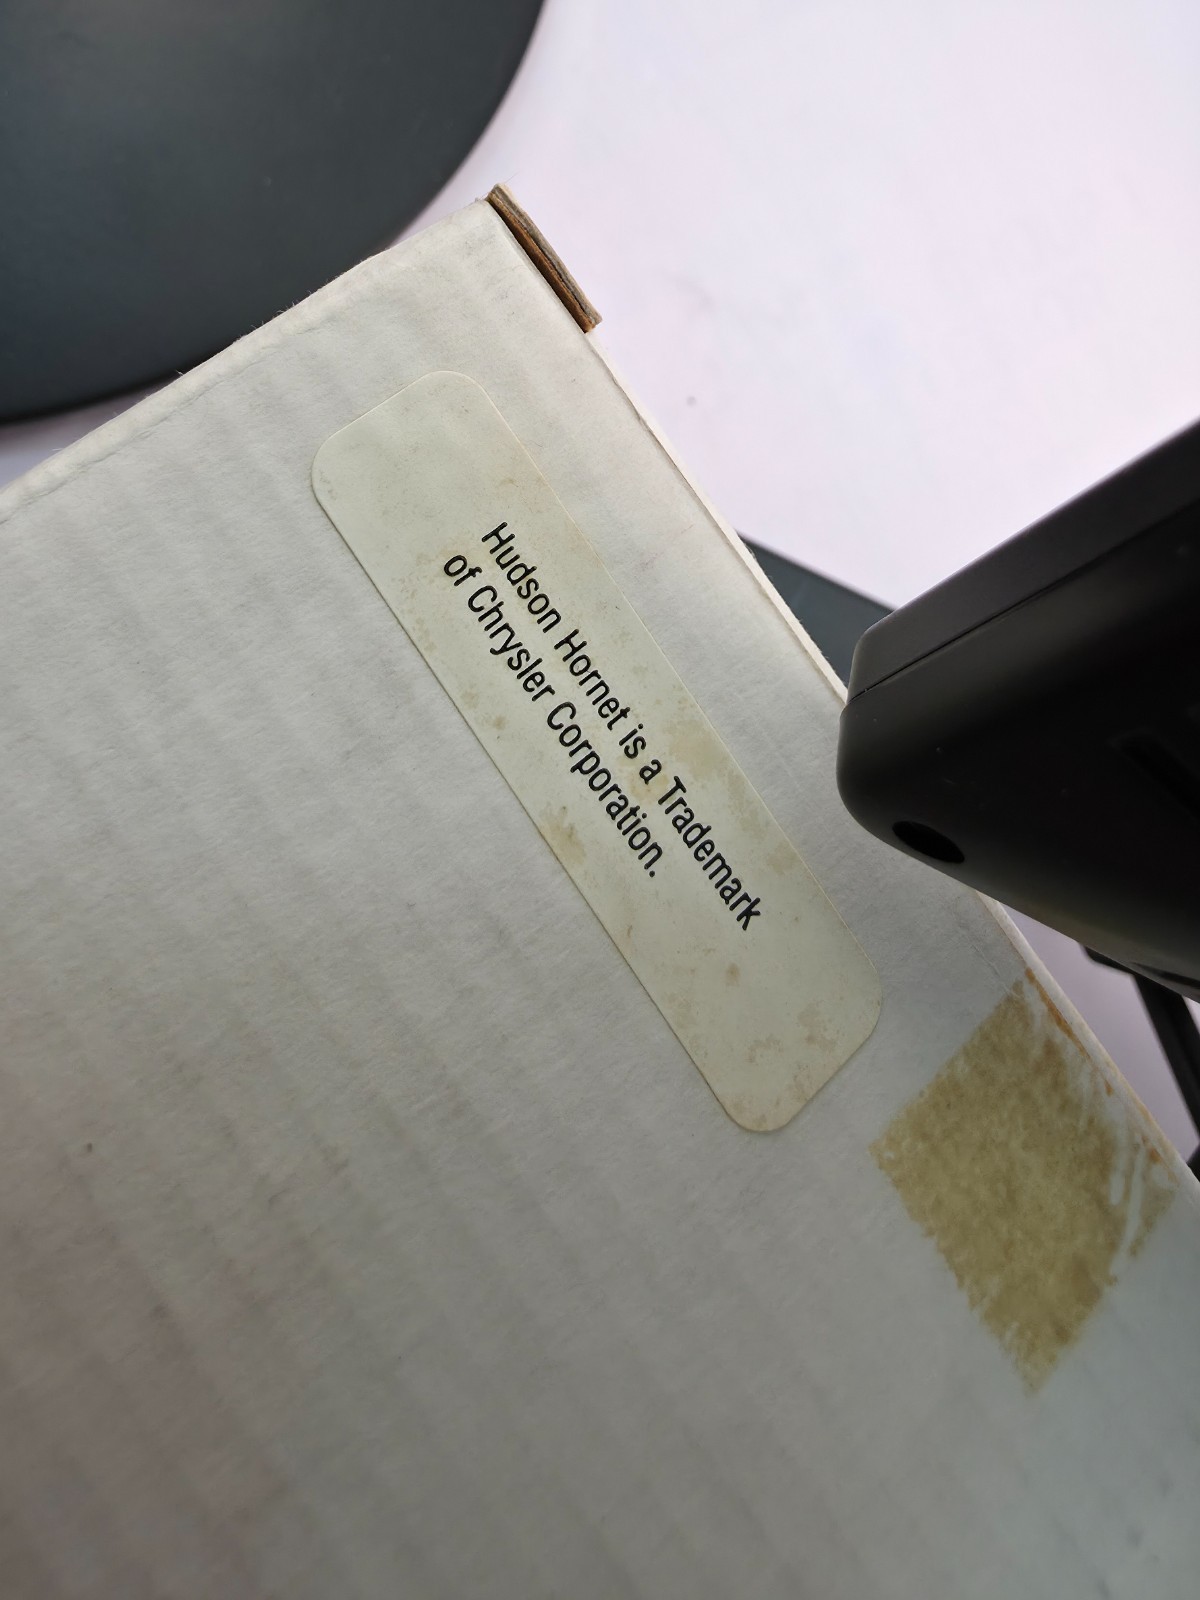 Hudson Hornet is a Trademark
of Chrysler Corporation.